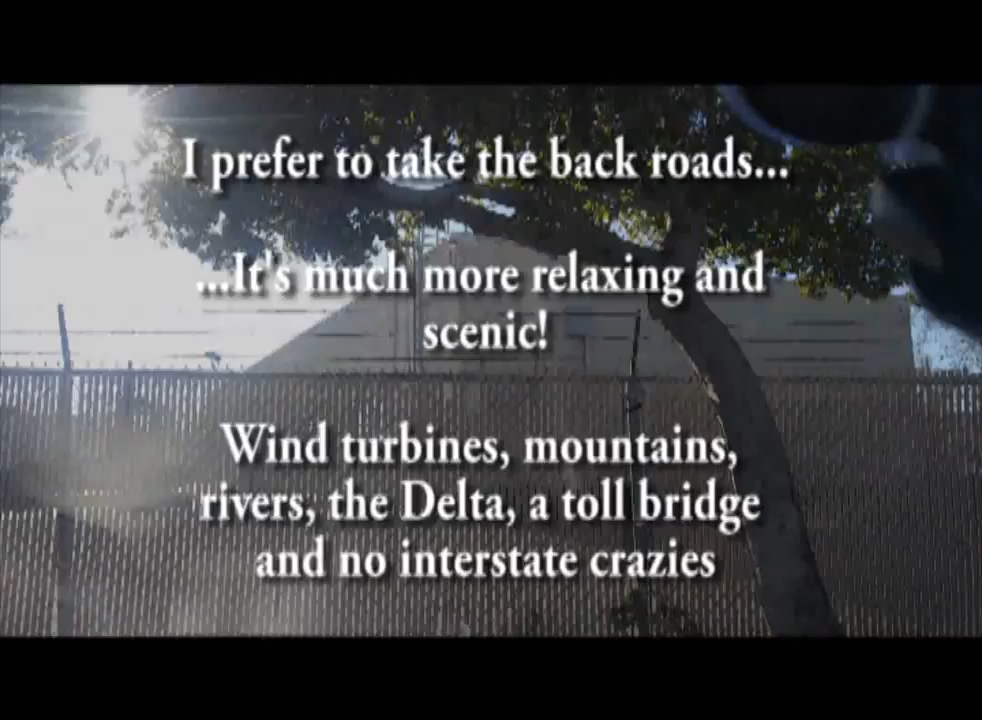 I prefer to take the back roads...
...It's much more relaxing and
scenic!
Wind turbines, mountains,
rivers, the Delta, a toll bridge
and no interstate crazies